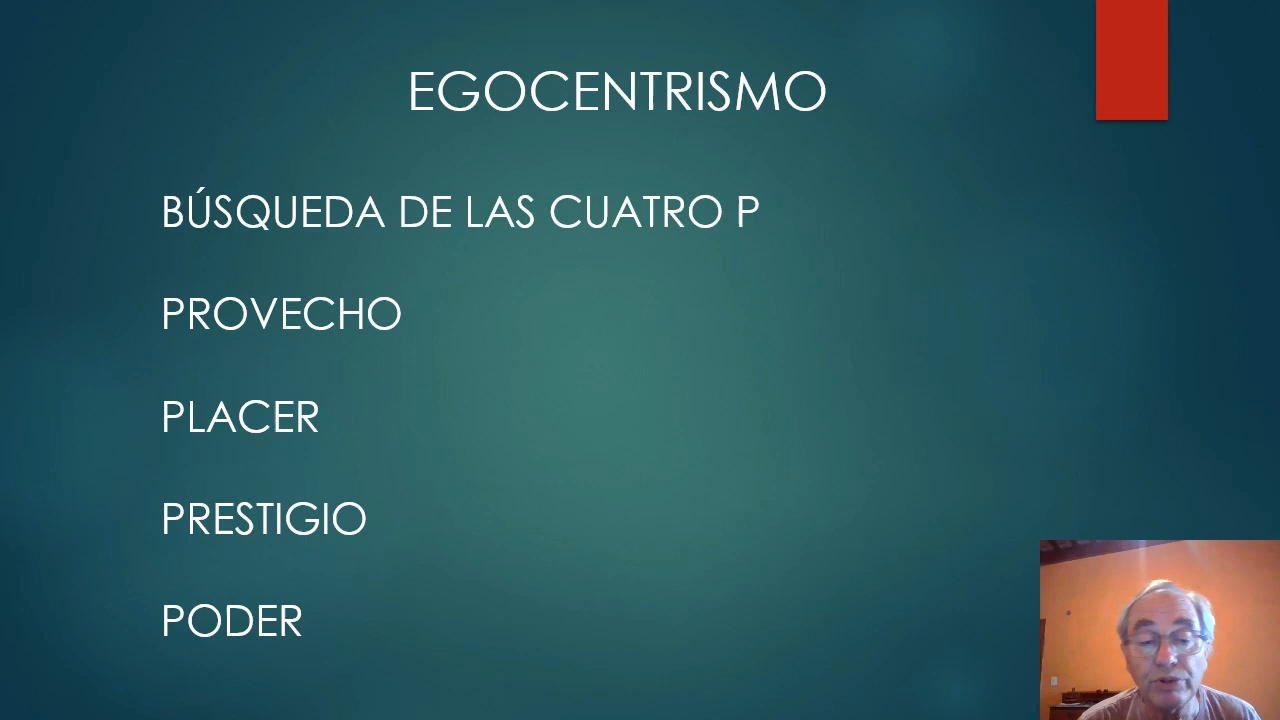 EGOCENTRISMO
BÚSQUEDA DE LAS CUATRO P
PROVECHO
PLACER
PRESTIGIO
PODER